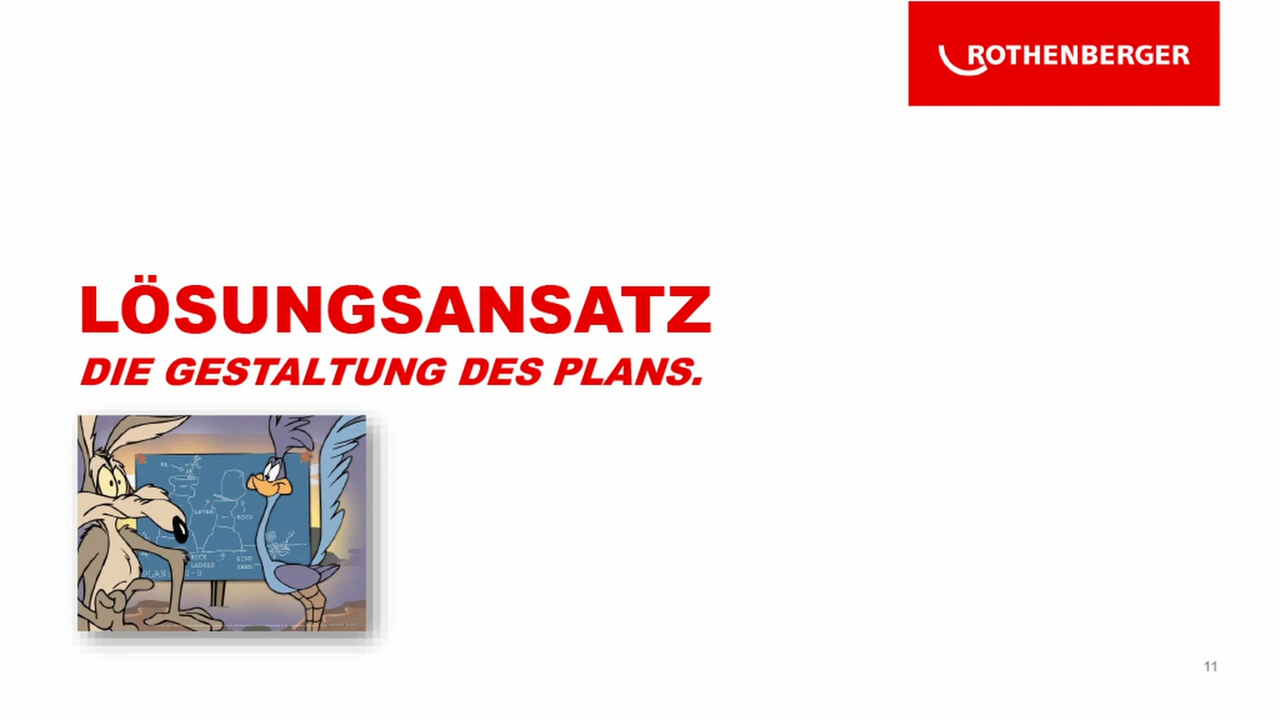 ROTHENBERGER
LÖSUNGSANSATZ
DIE GESTALTUNG DES PLANS.
11